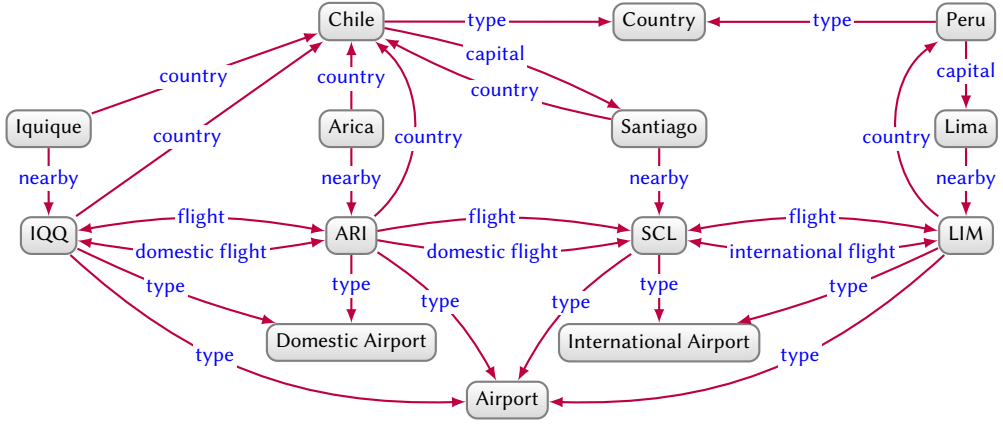 Chile type Country type Peru
capital capital
country country country
Iquique Arica Santiago Lima
country country country
nearby nearby nearby nearby
flight flight flight
IQQ ARI SCL LIM
domestic flight domestic flight international flight
type type type type type type
Domestic Airport International Airport
type type
Airport